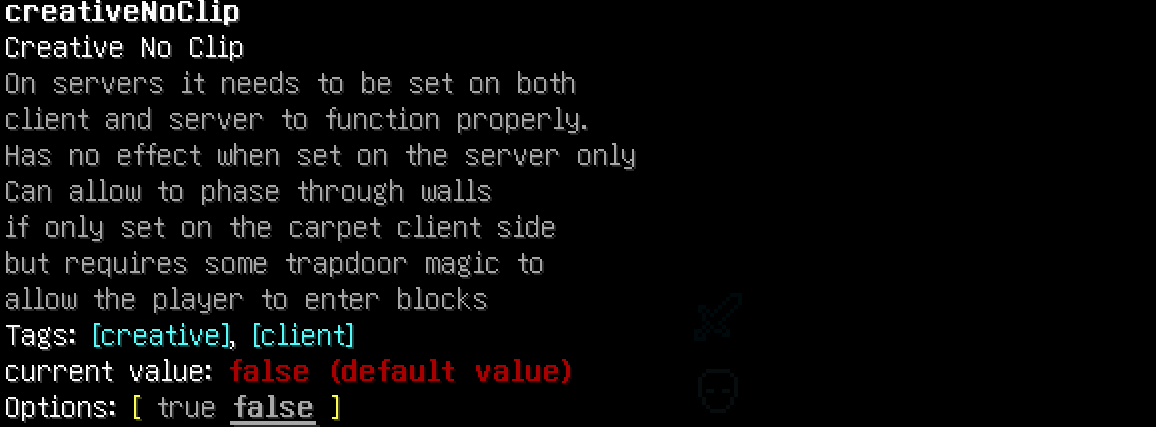 creativeNoClip
Creative No Clip
On servers it needs to be set on both
client and server to function properly.
Has no effect when set on the server only
Can allow to phase through walls
if only set on the carpet client side
but requires some trapdoor magic to
allow the player to enter blocks
Tags: [creative], [client]
current value: false (default value)
Options: [ true false ]